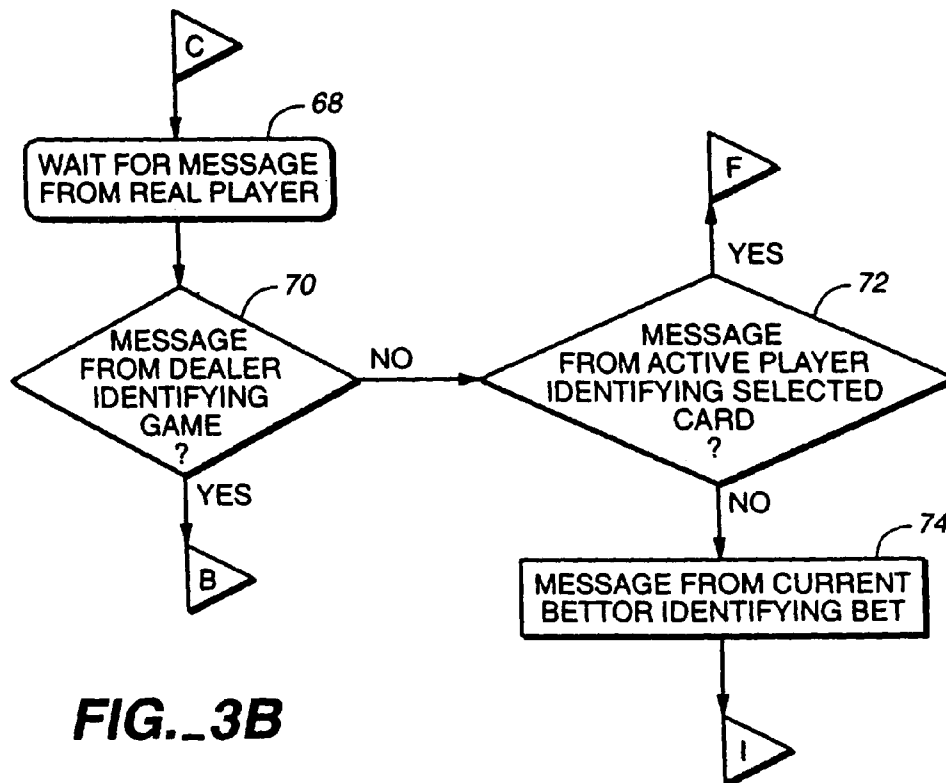 C
68
WAIT FOR MESSAGE
FROM REAL PLAYER
70
MESSAGE
FROM DEALER
IDENTIFYING
GAME
?
NO
YES
B
F
YES
72
MESSAGE
FROM ACTIVE PLAYER
IDENTIFYING SELECTED
CARD
?
NO
74
MESSAGE FROM CURRENT
BETTOR IDENTIFYING BET
I
FIG._3B